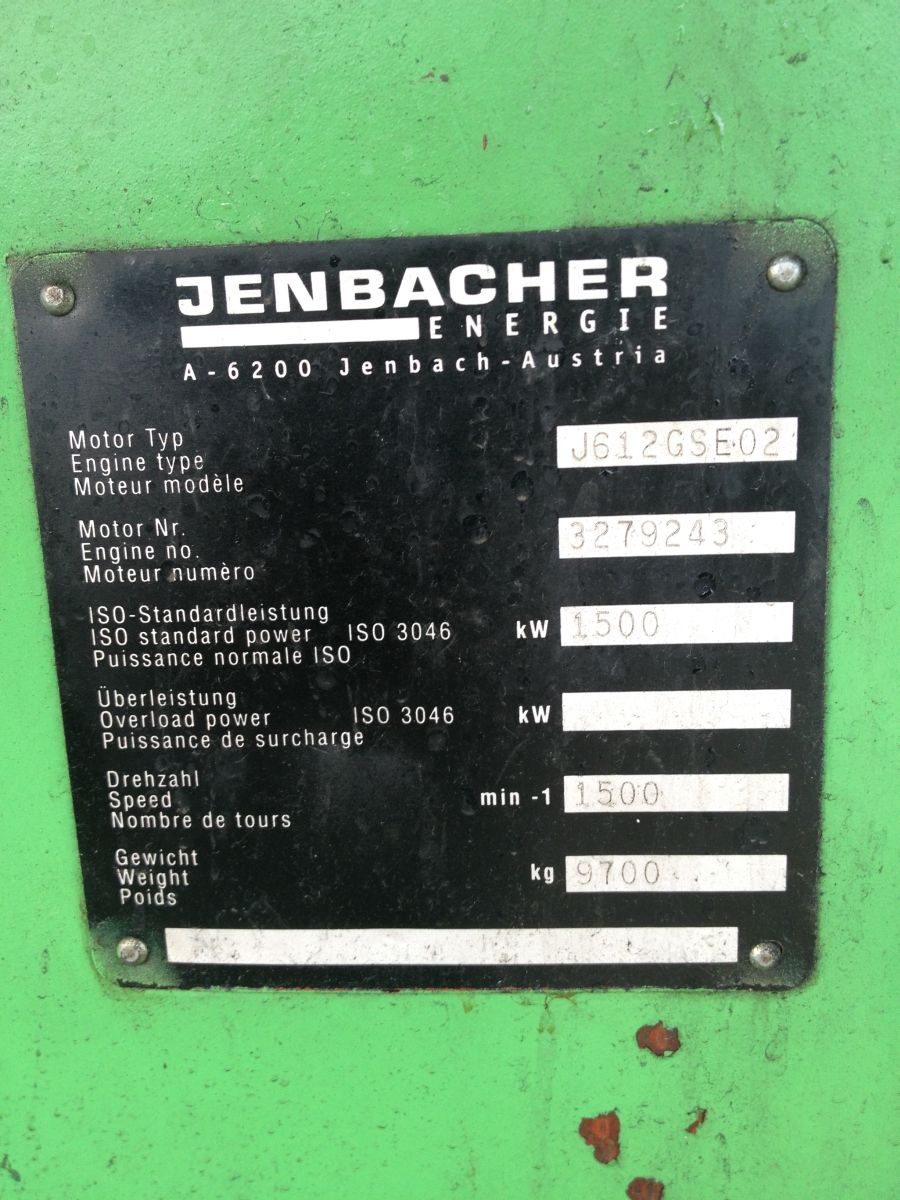 JENBACHER
ENERGIE
A-6200 Jenbach-Austria
Motor Typ
Engine type J612GSE02
Moteur modèle
Motor Nr.
Engine no. 3279243
Moteur numèro
ISO-Standardleistung
ISO standard power ISO 3046 kW 1500
Puissance normale ISO
Überleistung
Overload power ISO 3046 kW
Puissance de surcharge
Drehzahl
Speed min -1 1500
Nombre de tours
Gewicht
Weight kg 9700
Poids